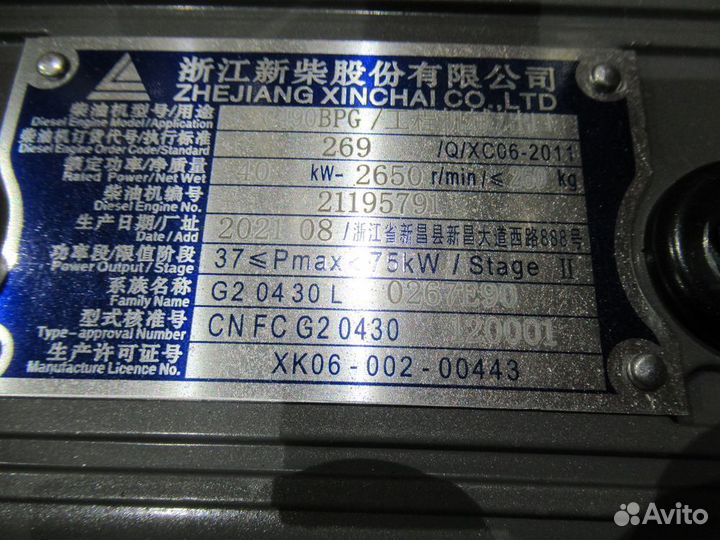 浙江新柴股份有限公司
ZHEJIANG XINCHAI CO.,LTD
柴油机型号/用途 90BPG /
Diesel Engine Model/Application
柴油机订货代号/执行标准 269 /Q/XC06-2011
Diesel Engine Order Code/Standard
额定功率/净质量 40 kW- 2650 r/min/≤ kg
Rated Power/Net Wet
柴油机编号 21195791
Diesel Engine No.
生产日期/厂址 2021 08 /浙江省新昌县新昌大道西路888号
Date/Add
功率段/限值阶段 37≤Pmax<75kW / Stage II
Power Output/Stage
系族名称 G2 0430 L 0267E90
Family Name
型式核准号 CN FC G2 0430 120001
Type-approval Number
生产许可证号 XK06-002-00443
Manufacture Licence No.
Avito